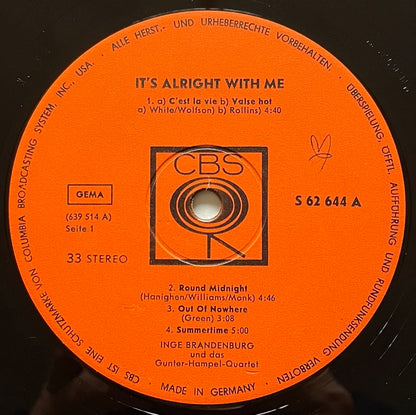 ALLE HERST.- UND URHEBERRECHTE VORBEHALTEN. · ÜBERSPIELUNG, ÖFFTL. AUFFÜHRUNG UND RUNDFUNKSENDUNG VERBOTEN
IT'S ALRIGHT WITH ME
1. a) C'est la vie b) Valse hot
a) White/Wolfson) b) Rollins) 4:40
CBS
GEMA
S 62 644 A
(639 514 A)
Seite 1
33 STEREO
2. Round Midnight
(Hanighen/Williams/Monk) 4:46
3. Out Of Nowhere
(Green) 3:08
4. Summertime 5:00
INGE BRANDENBURG
und das
Gunter-Hampel-Quartet
CBS IST EINE SCHUTZMARKE VON COLUMBIA BROADCASTING SYSTEM, INC., USA.
· MADE IN GERMANY ·